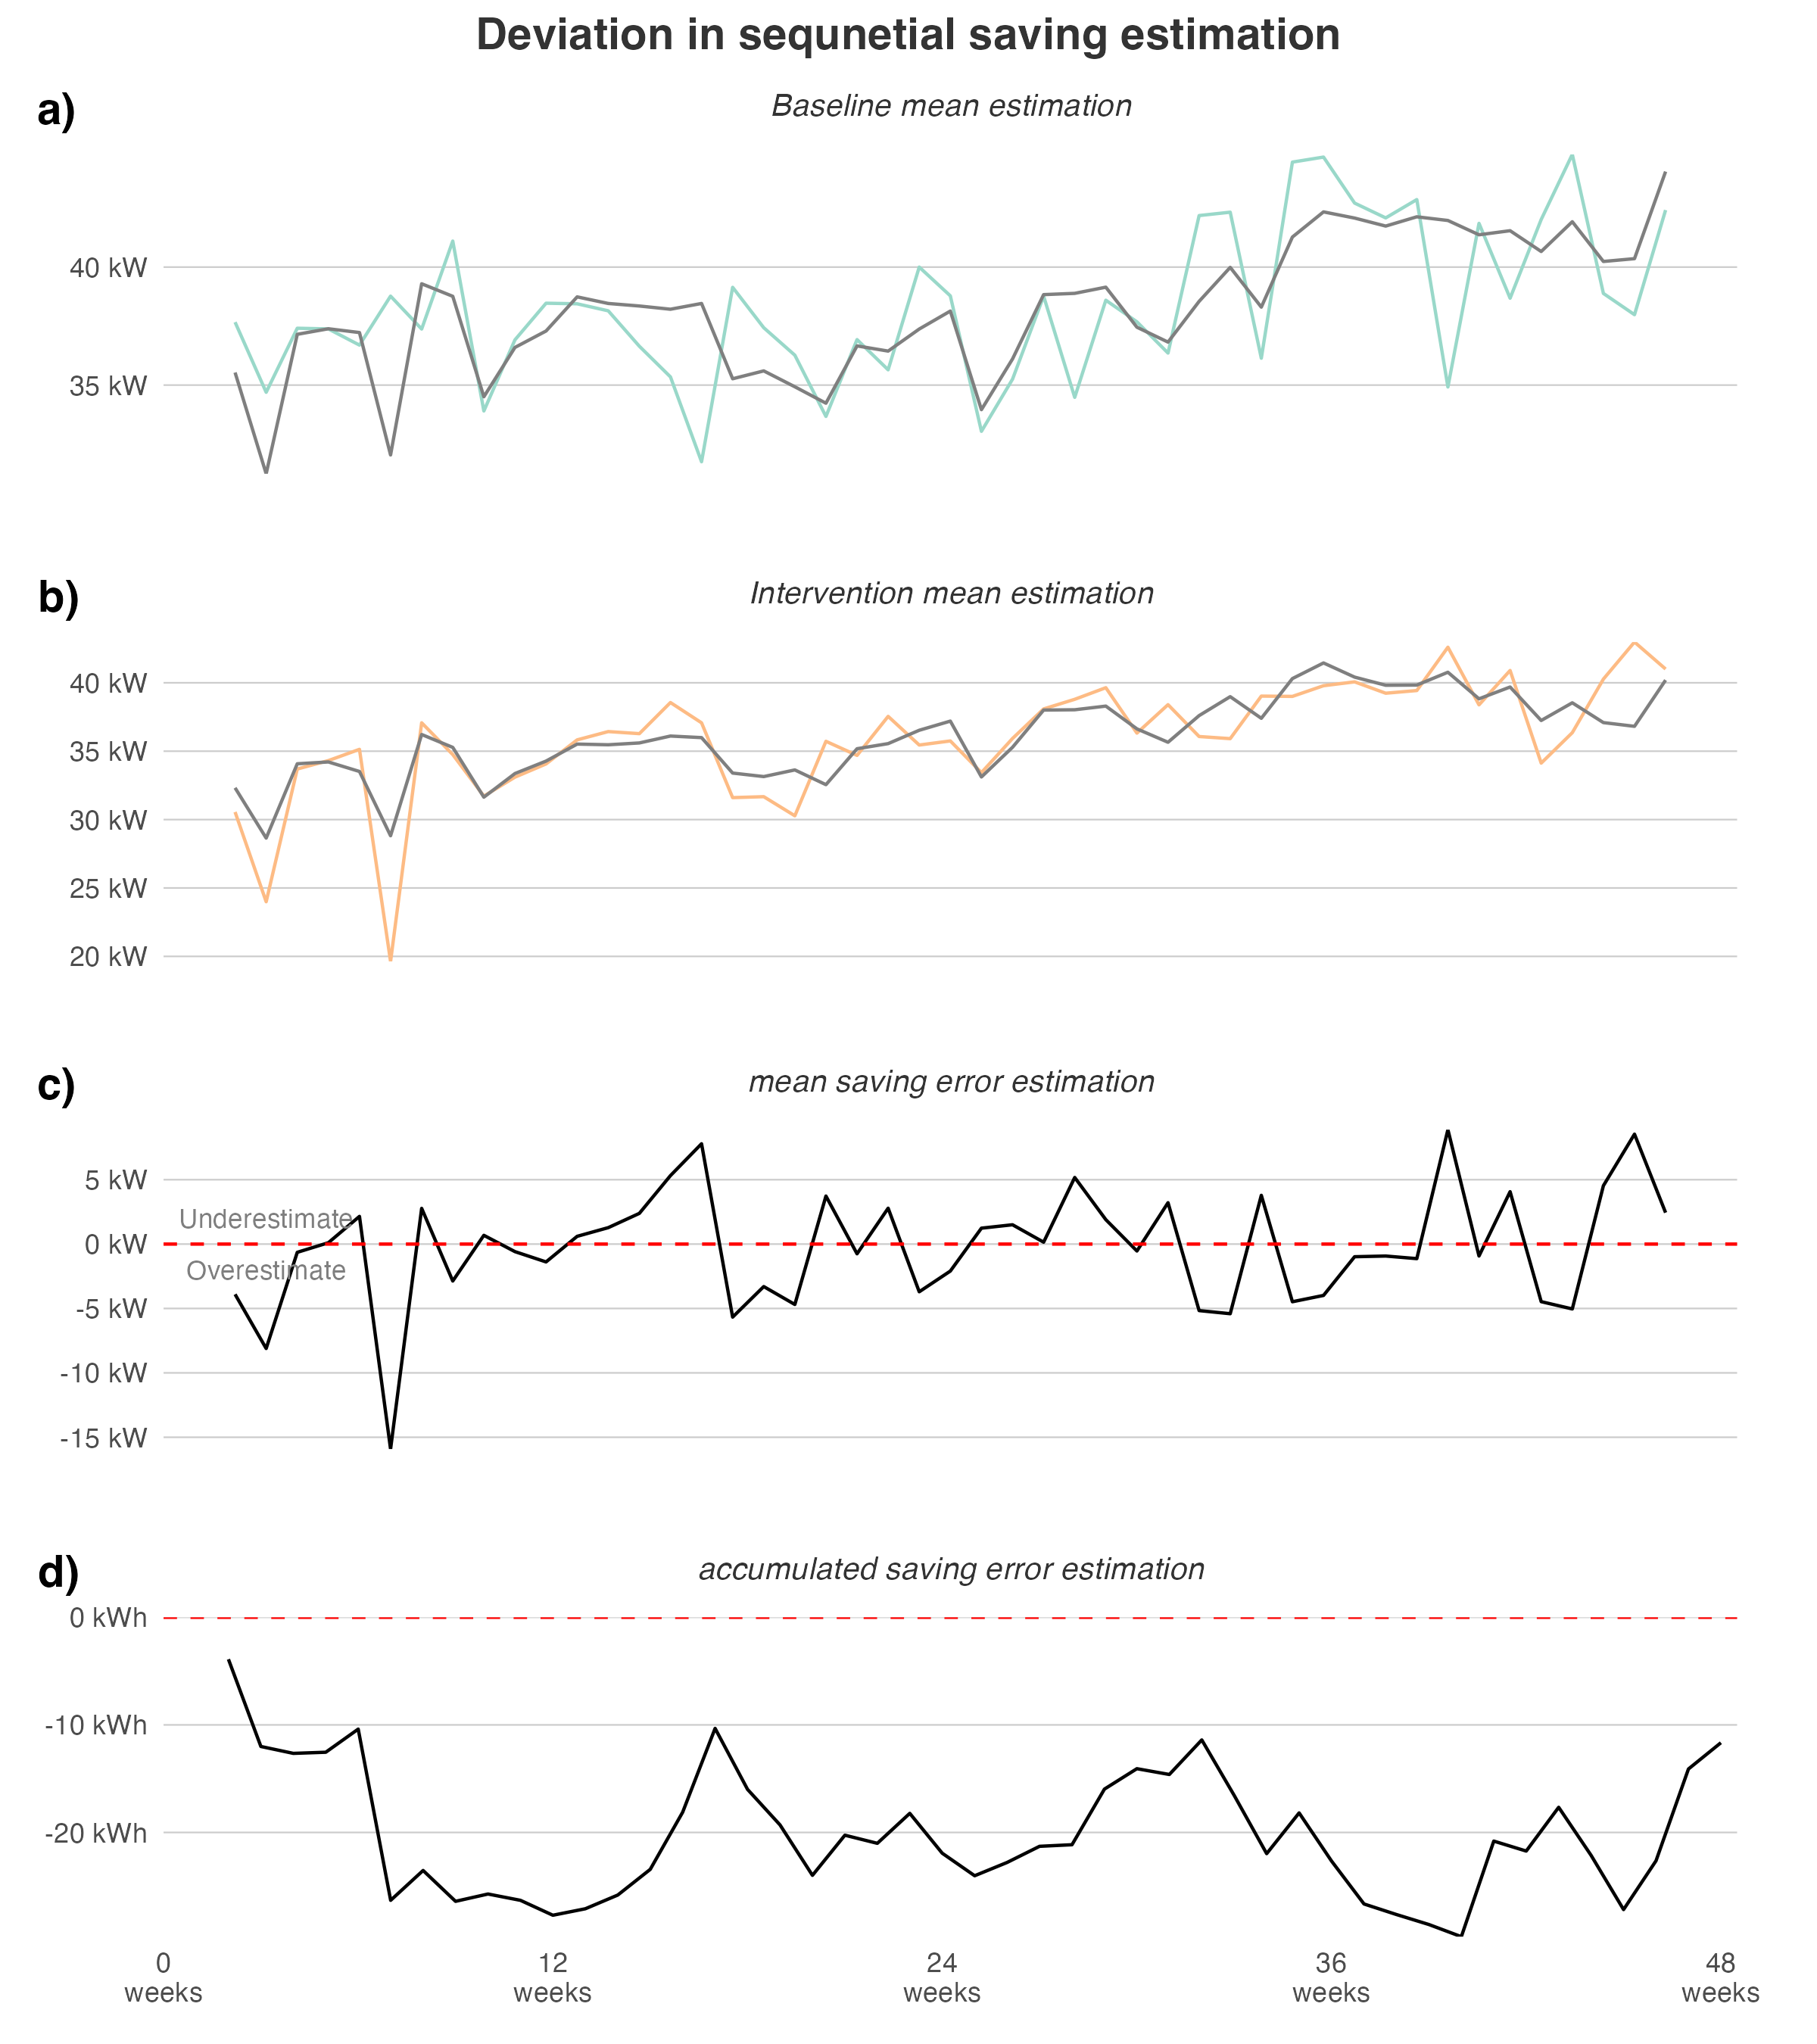 Deviation in sequnetial saving estimation
a)
Baseline mean estimation
40 kW
35 kW
b)
Intervention mean estimation
40 kW
35 kW
30 kW
25 kW
20 kW
c)
mean saving error estimation
5 kW
Underestimate
0 kW
Overestimate
-5 kW
-10 kW
-15 kW
d)
accumulated saving error estimation
0 kWh
-10 kWh
-20 kWh
0 12 24 36 48
weeks weeks weeks weeks weeks